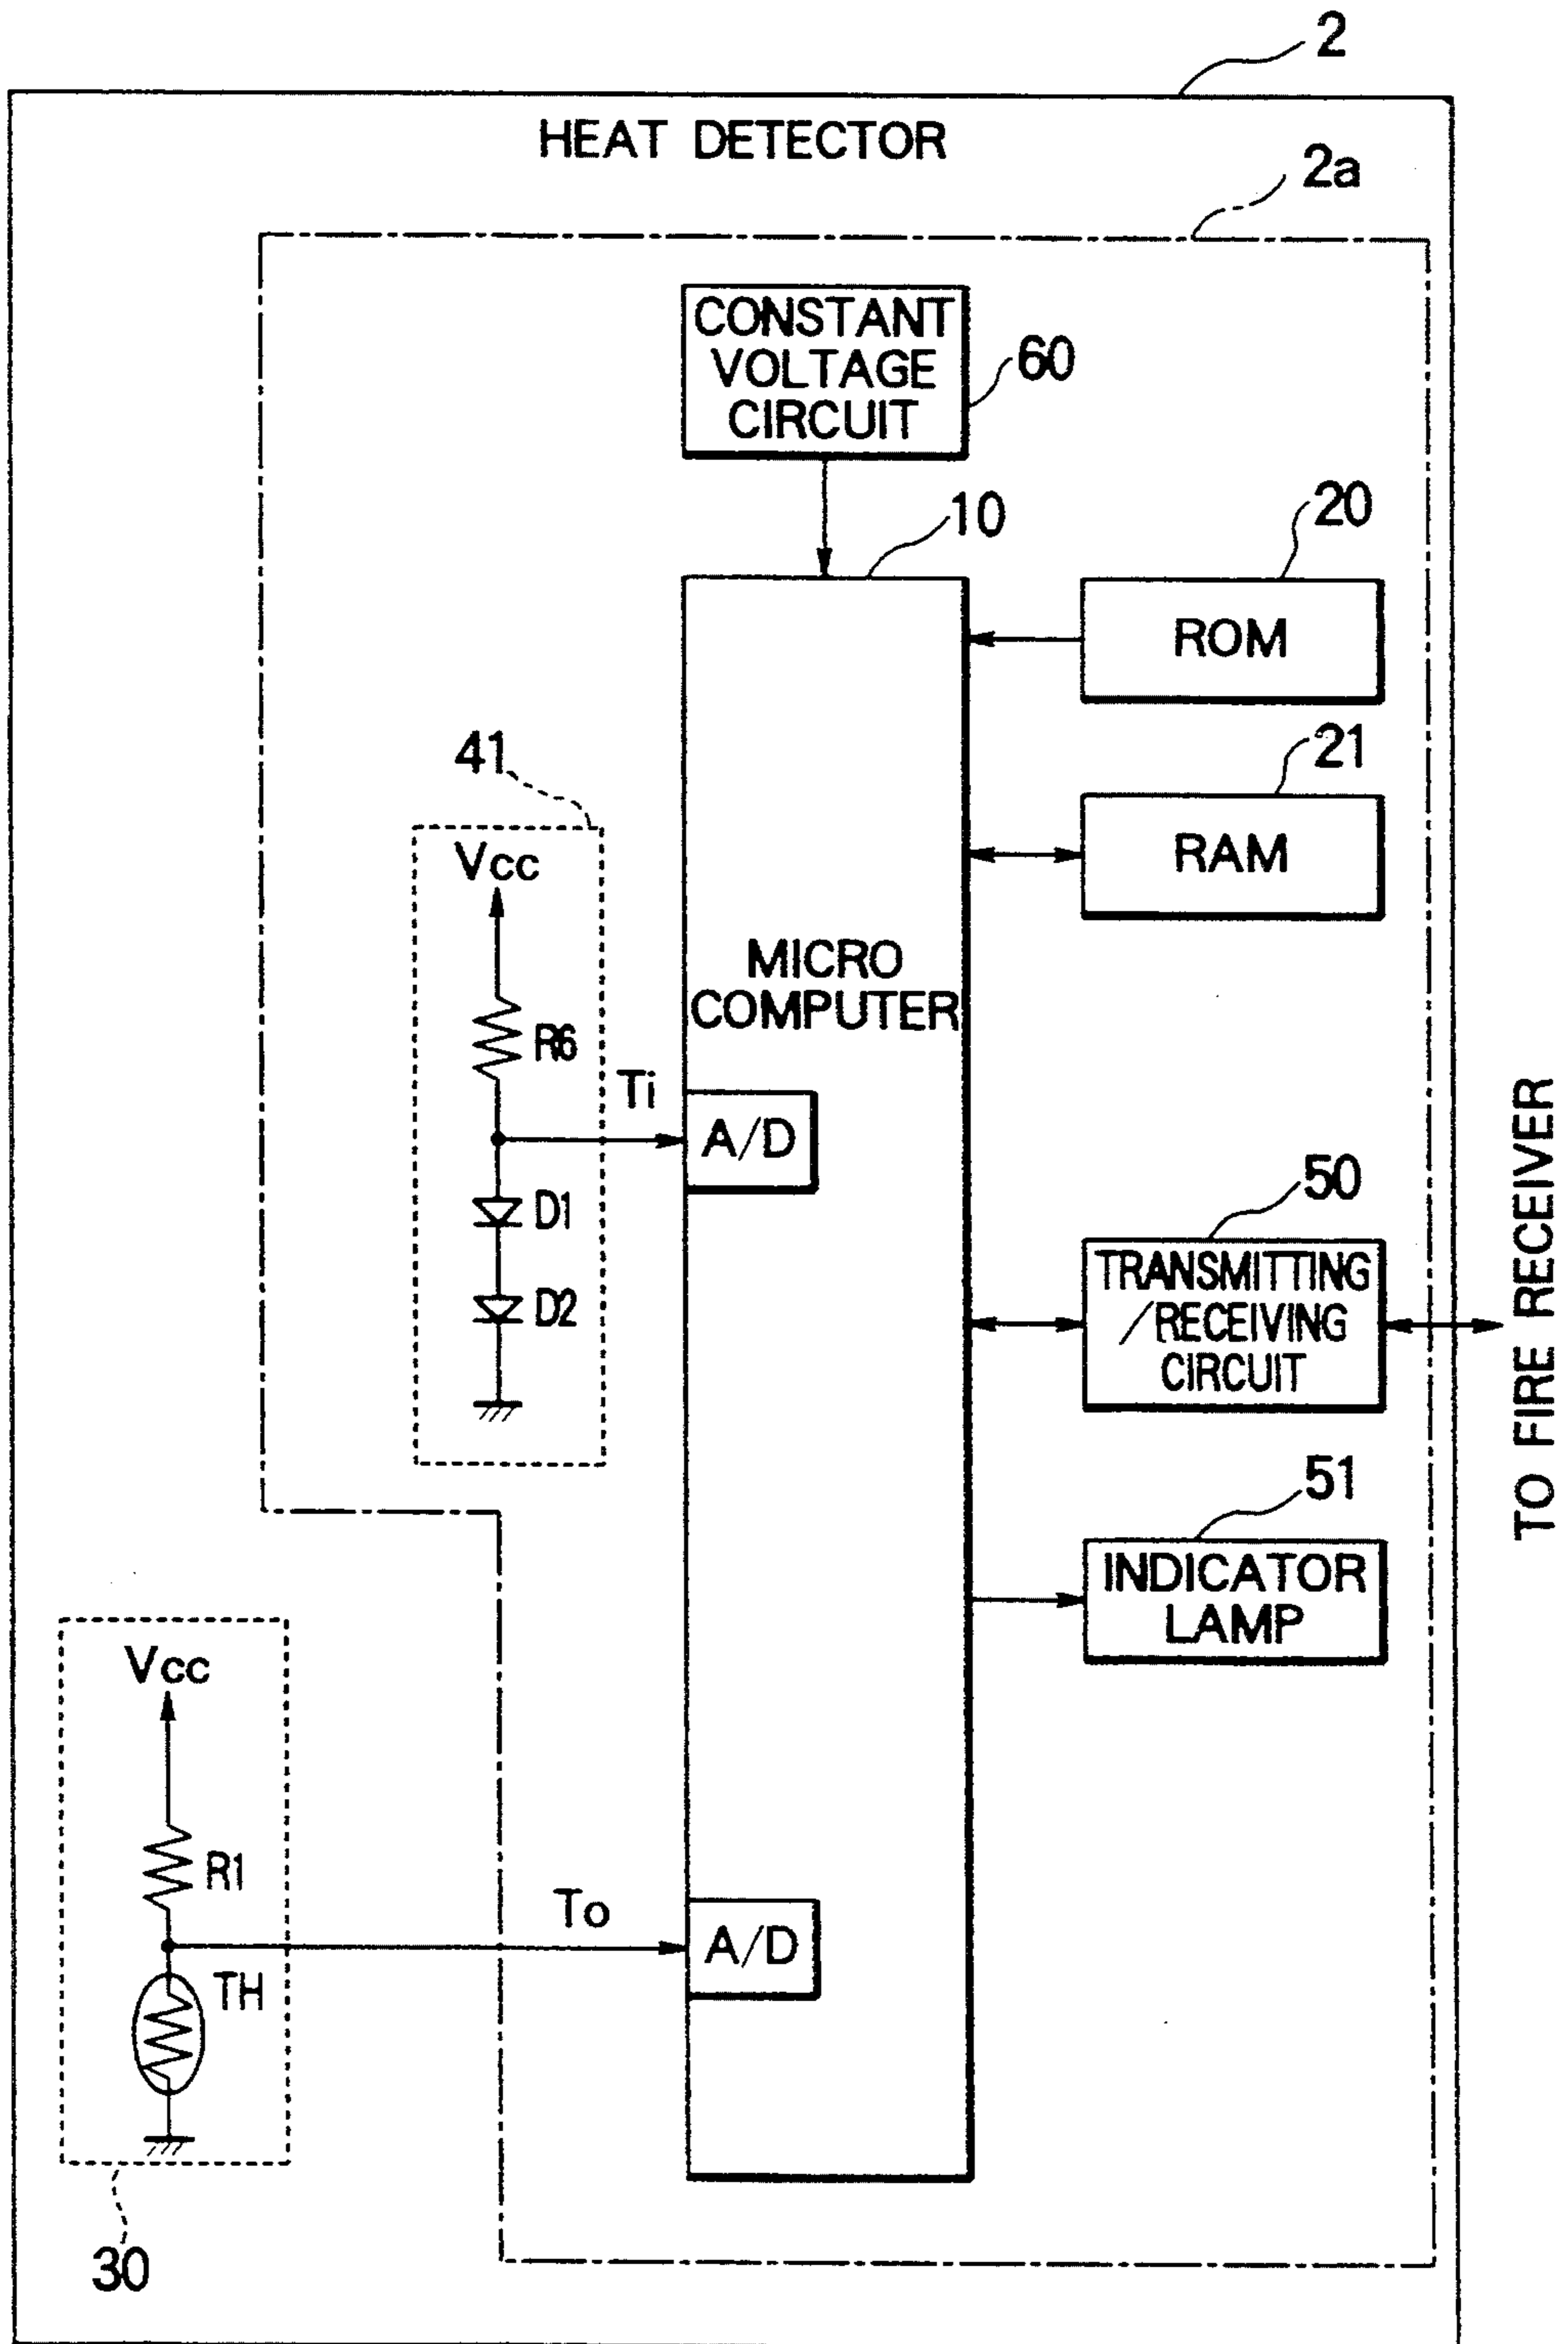 2
HEAT DETECTOR
2a
CONSTANT
VOLTAGE
CIRCUIT
60
10
20
ROM
21
RAM
41
Vcc
R6
Ti
D1
D2
MICRO
COMPUTER
A/D
50
TRANSMITTING
/RECEIVING
CIRCUIT
TO FIRE RECEIVER
51
INDICATOR
LAMP
Vcc
R1
To
A/D
TH
30